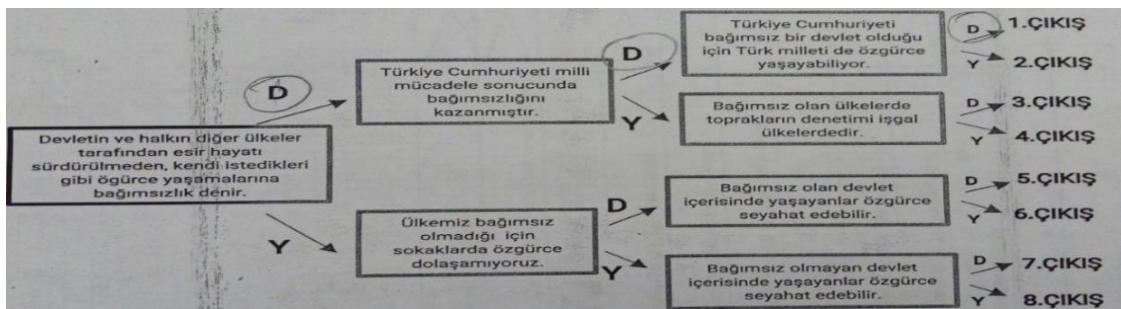 Devletin ve halkın diğer ülkeler
tarafından esir hayatı
sürdürülmeden, kendi istedikleri
gibi ögürce yaşamalarına
bağımsızlık denir.
D
Y
Türkiye Cumhuriyeti milli
mücadele sonucunda
bağımsızlığını
kazanmıştır.
D
Y
Ülkemiz bağımsız
olmadığı için
sokaklarda özgürce
dolaşamıyoruz.
D
Y
Türkiye Cumhuriyeti
bağımsız bir devlet olduğu
için Türk milleti de özgürce
yaşayabiliyor.
D 1.ÇIKIŞ
Y 2.ÇIKIŞ
Bağımsız olan ülkelerde
toprakların denetimi işgal
ülkelerdedir.
D 3.ÇIKIŞ
Y 4.ÇIKIŞ
Bağımsız olan devlet
içerisinde yaşayanlar özgürce
seyahat edebilir.
D 5.ÇIKIŞ
Y 6.ÇIKIŞ
Bağımsız olmayan devlet
içerisinde yaşayanlar özgürce
seyahat edebilir.
D 7.ÇIKIŞ
Y 8.ÇIKIŞ